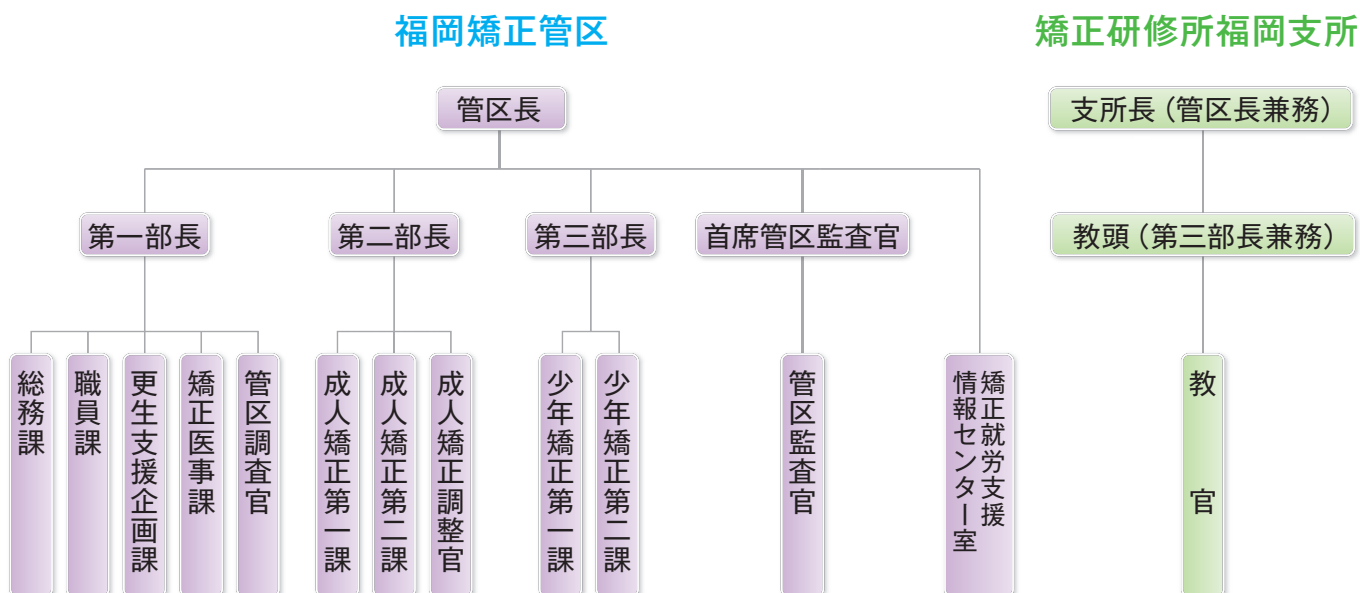 福岡矯正管区
矯正研修所福岡支所
管区長
支所長（管区長兼務）
第一部長
第二部長
第三部長
首席管区監査官
教頭（第三部長兼務）
総務課
職員課
更生支援企画課
矯正医事課
管区調査官
成人矯正第一課
成人矯正第二課
成人矯正調整官
少年矯正第一課
少年矯正第二課
管区監査官
矯正就労支援
情報センター室
教官